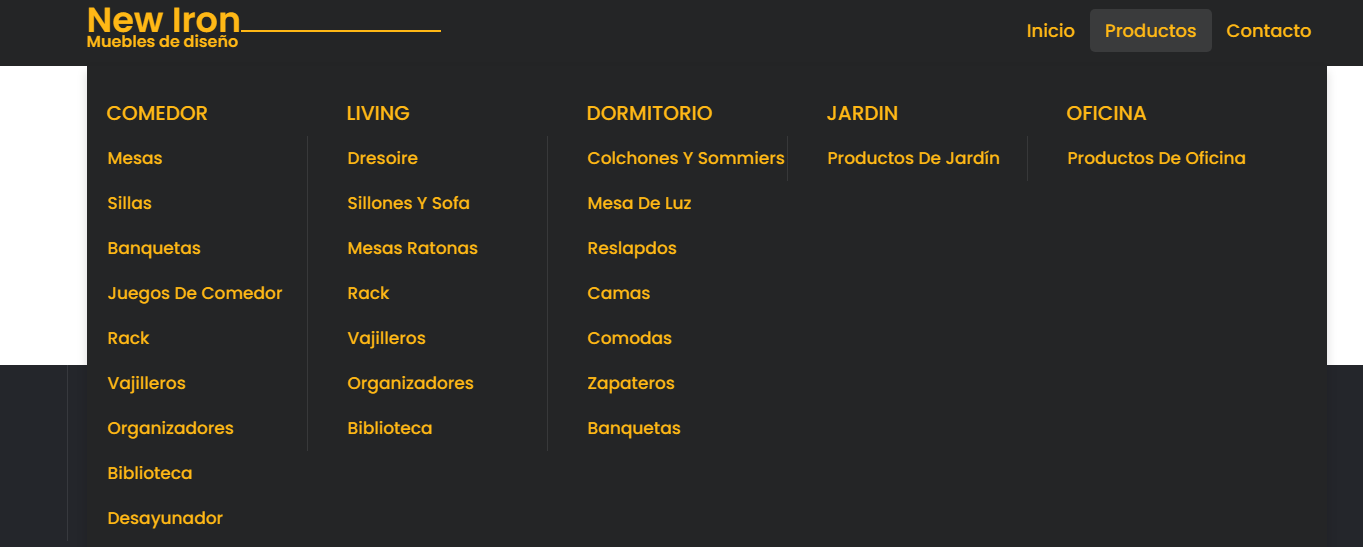 New Iron
Muebles de diseño
Inicio
Productos
Contacto
COMEDOR
Mesas
Sillas
Banquetas
Juegos De Comedor
Rack
Vajilleros
Organizadores
Biblioteca
Desayunador
LIVING
Dresoire
Sillones Y Sofa
Mesas Ratonas
Rack
Vajilleros
Organizadores
Biblioteca
DORMITORIO
Colchones Y Sommiers
Mesa De Luz
Reslapdos
Camas
Comodas
Zapateros
Banquetas
JARDIN
Productos De Jardín
OFICINA
Productos De Oficina